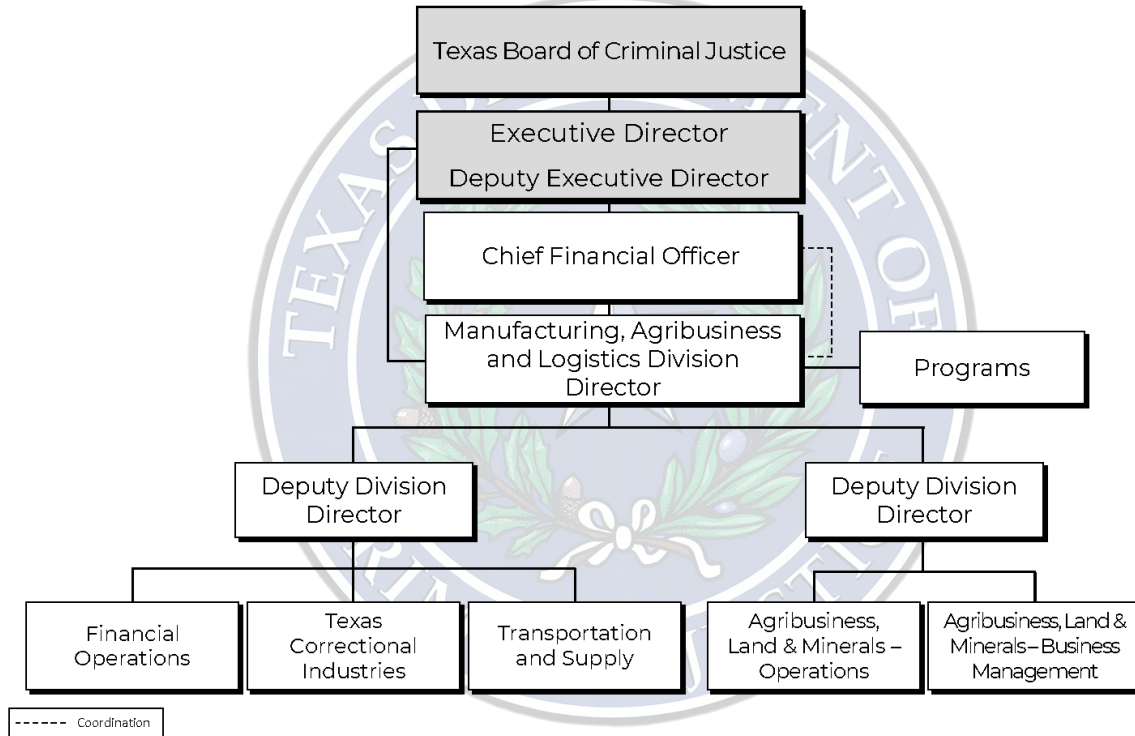 Texas Board of Criminal Justice
Executive Director
Deputy Executive Director
Chief Financial Officer
Manufacturing, Agribusiness
and Logistics Division
Director
Programs
Deputy Division
Director
Deputy Division
Director
Financial
Operations
Texas
Correctional
Industries
Transportation
and Supply
Agribusiness,
Land & Minerals –
Operations
Agribusiness, Land &
Minerals – Business
Management
------ Coordination